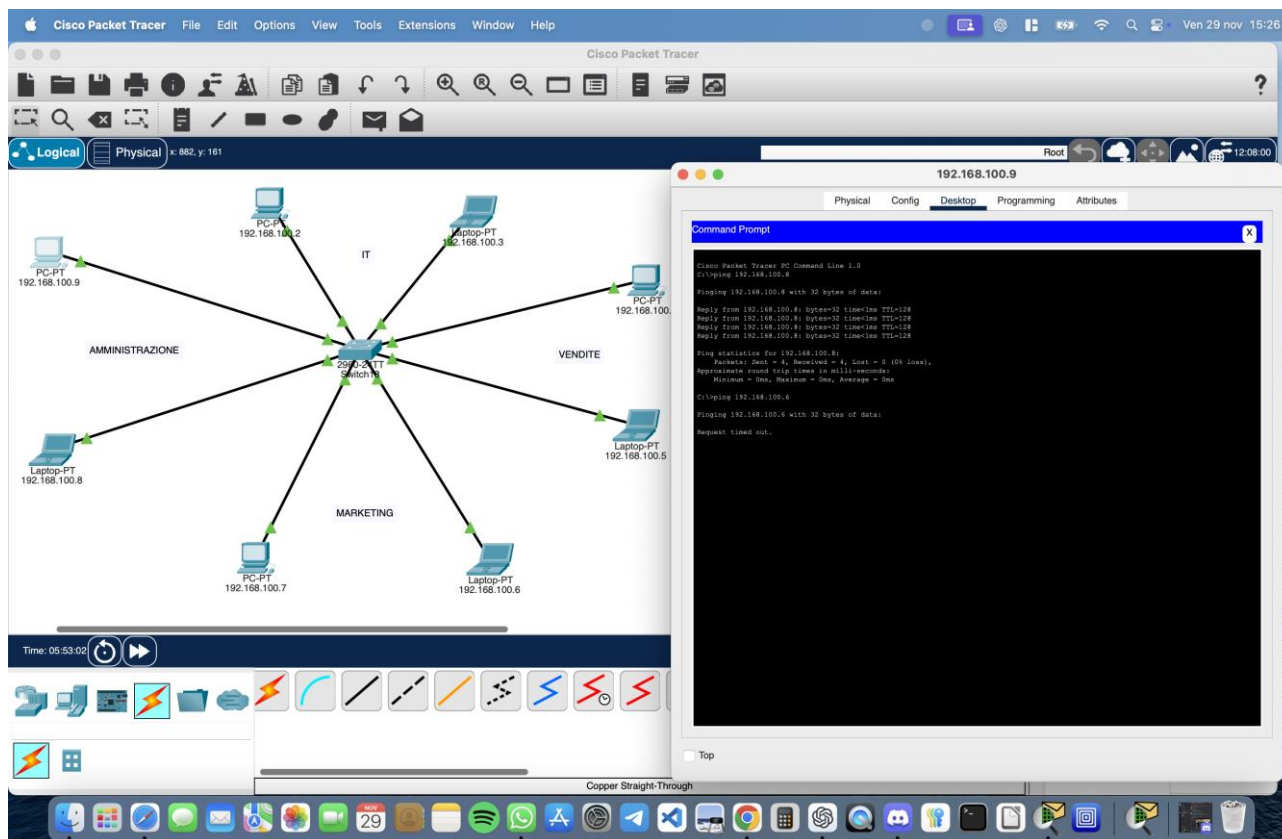 Cisco Packet Tracer File Edit Options View Tools Extensions Window Help
Ven 29 nov 15:26
Cisco Packet Tracer
?
Logical Physical x: 882, y: 161
Root
12:08:00
192.168.100.9
Physical Config Desktop Programming Attributes
Command Prompt
X
Cisco Packet Tracer PC Command Line 1.0
C:\>ping 192.168.100.8
Pinging 192.168.100.8 with 32 bytes of data:
Reply from 192.168.100.8: bytes=32 time<1ms TTL=128
Reply from 192.168.100.8: bytes=32 time<1ms TTL=128
Reply from 192.168.100.8: bytes=32 time<1ms TTL=128
Reply from 192.168.100.8: bytes=32 time<1ms TTL=128
Ping statistics for 192.168.100.8:
Packets: Sent = 4, Received = 4, Lost = 0 (0% loss),
Approximate round trip times in milli-seconds:
Minimum = 0ms, Maximum = 0ms, Average = 0ms
C:\>ping 192.168.100.6
Pinging 192.168.100.6 with 32 bytes of data:
Request timed out.
Top
PC-PT
192.168.100.2
Laptop-PT
192.168.100.3
IT
PC-PT
192.168.100.9
PC-PT
192.168.100.
AMMINISTRAZIONE
VENDITE
2960-24TT
Laptop-PT
192.168.100.5
Laptop-PT
192.168.100.8
MARKETING
PC-PT
192.168.100.7
Laptop-PT
192.168.100.6
Time: 05:53:02
Copper Straight-Through
NOV
29